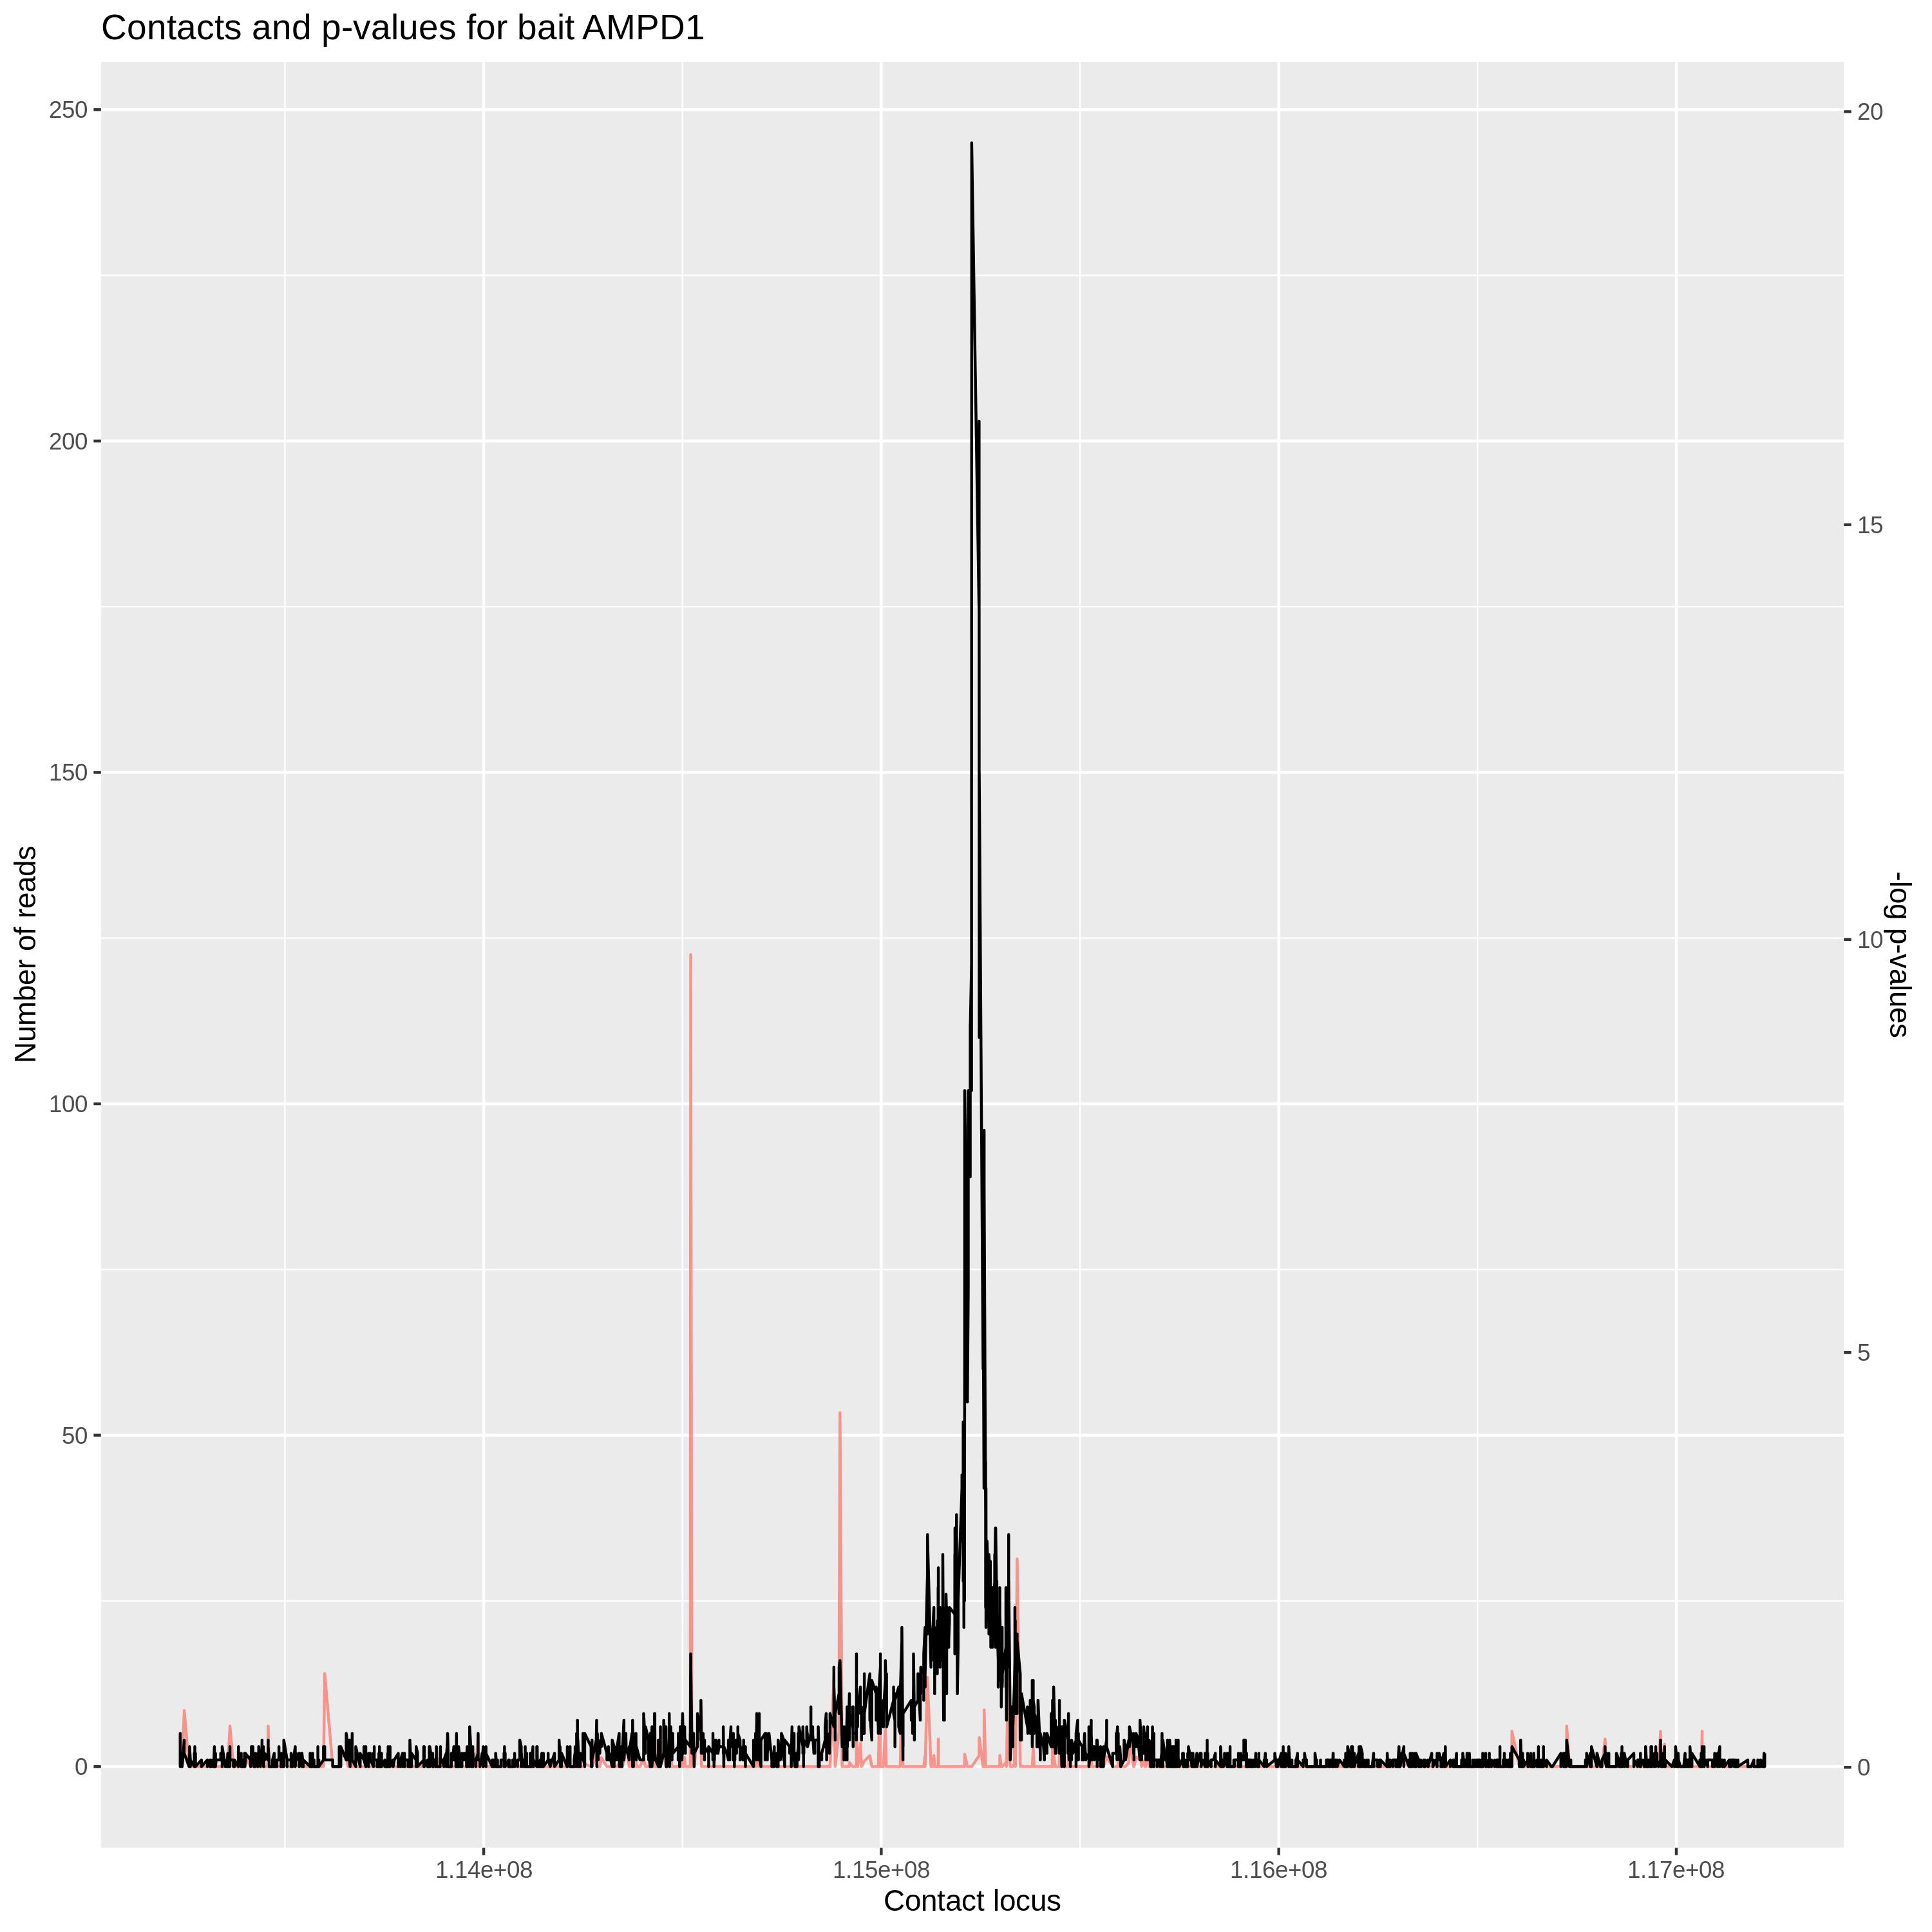 Contacts and p-values for bait AMPD1
250
200
150
100
50
0
Number of reads
20
15
10
5
0
-log p-values
1.14e+08
1.15e+08
1.16e+08
1.17e+08
Contact locus